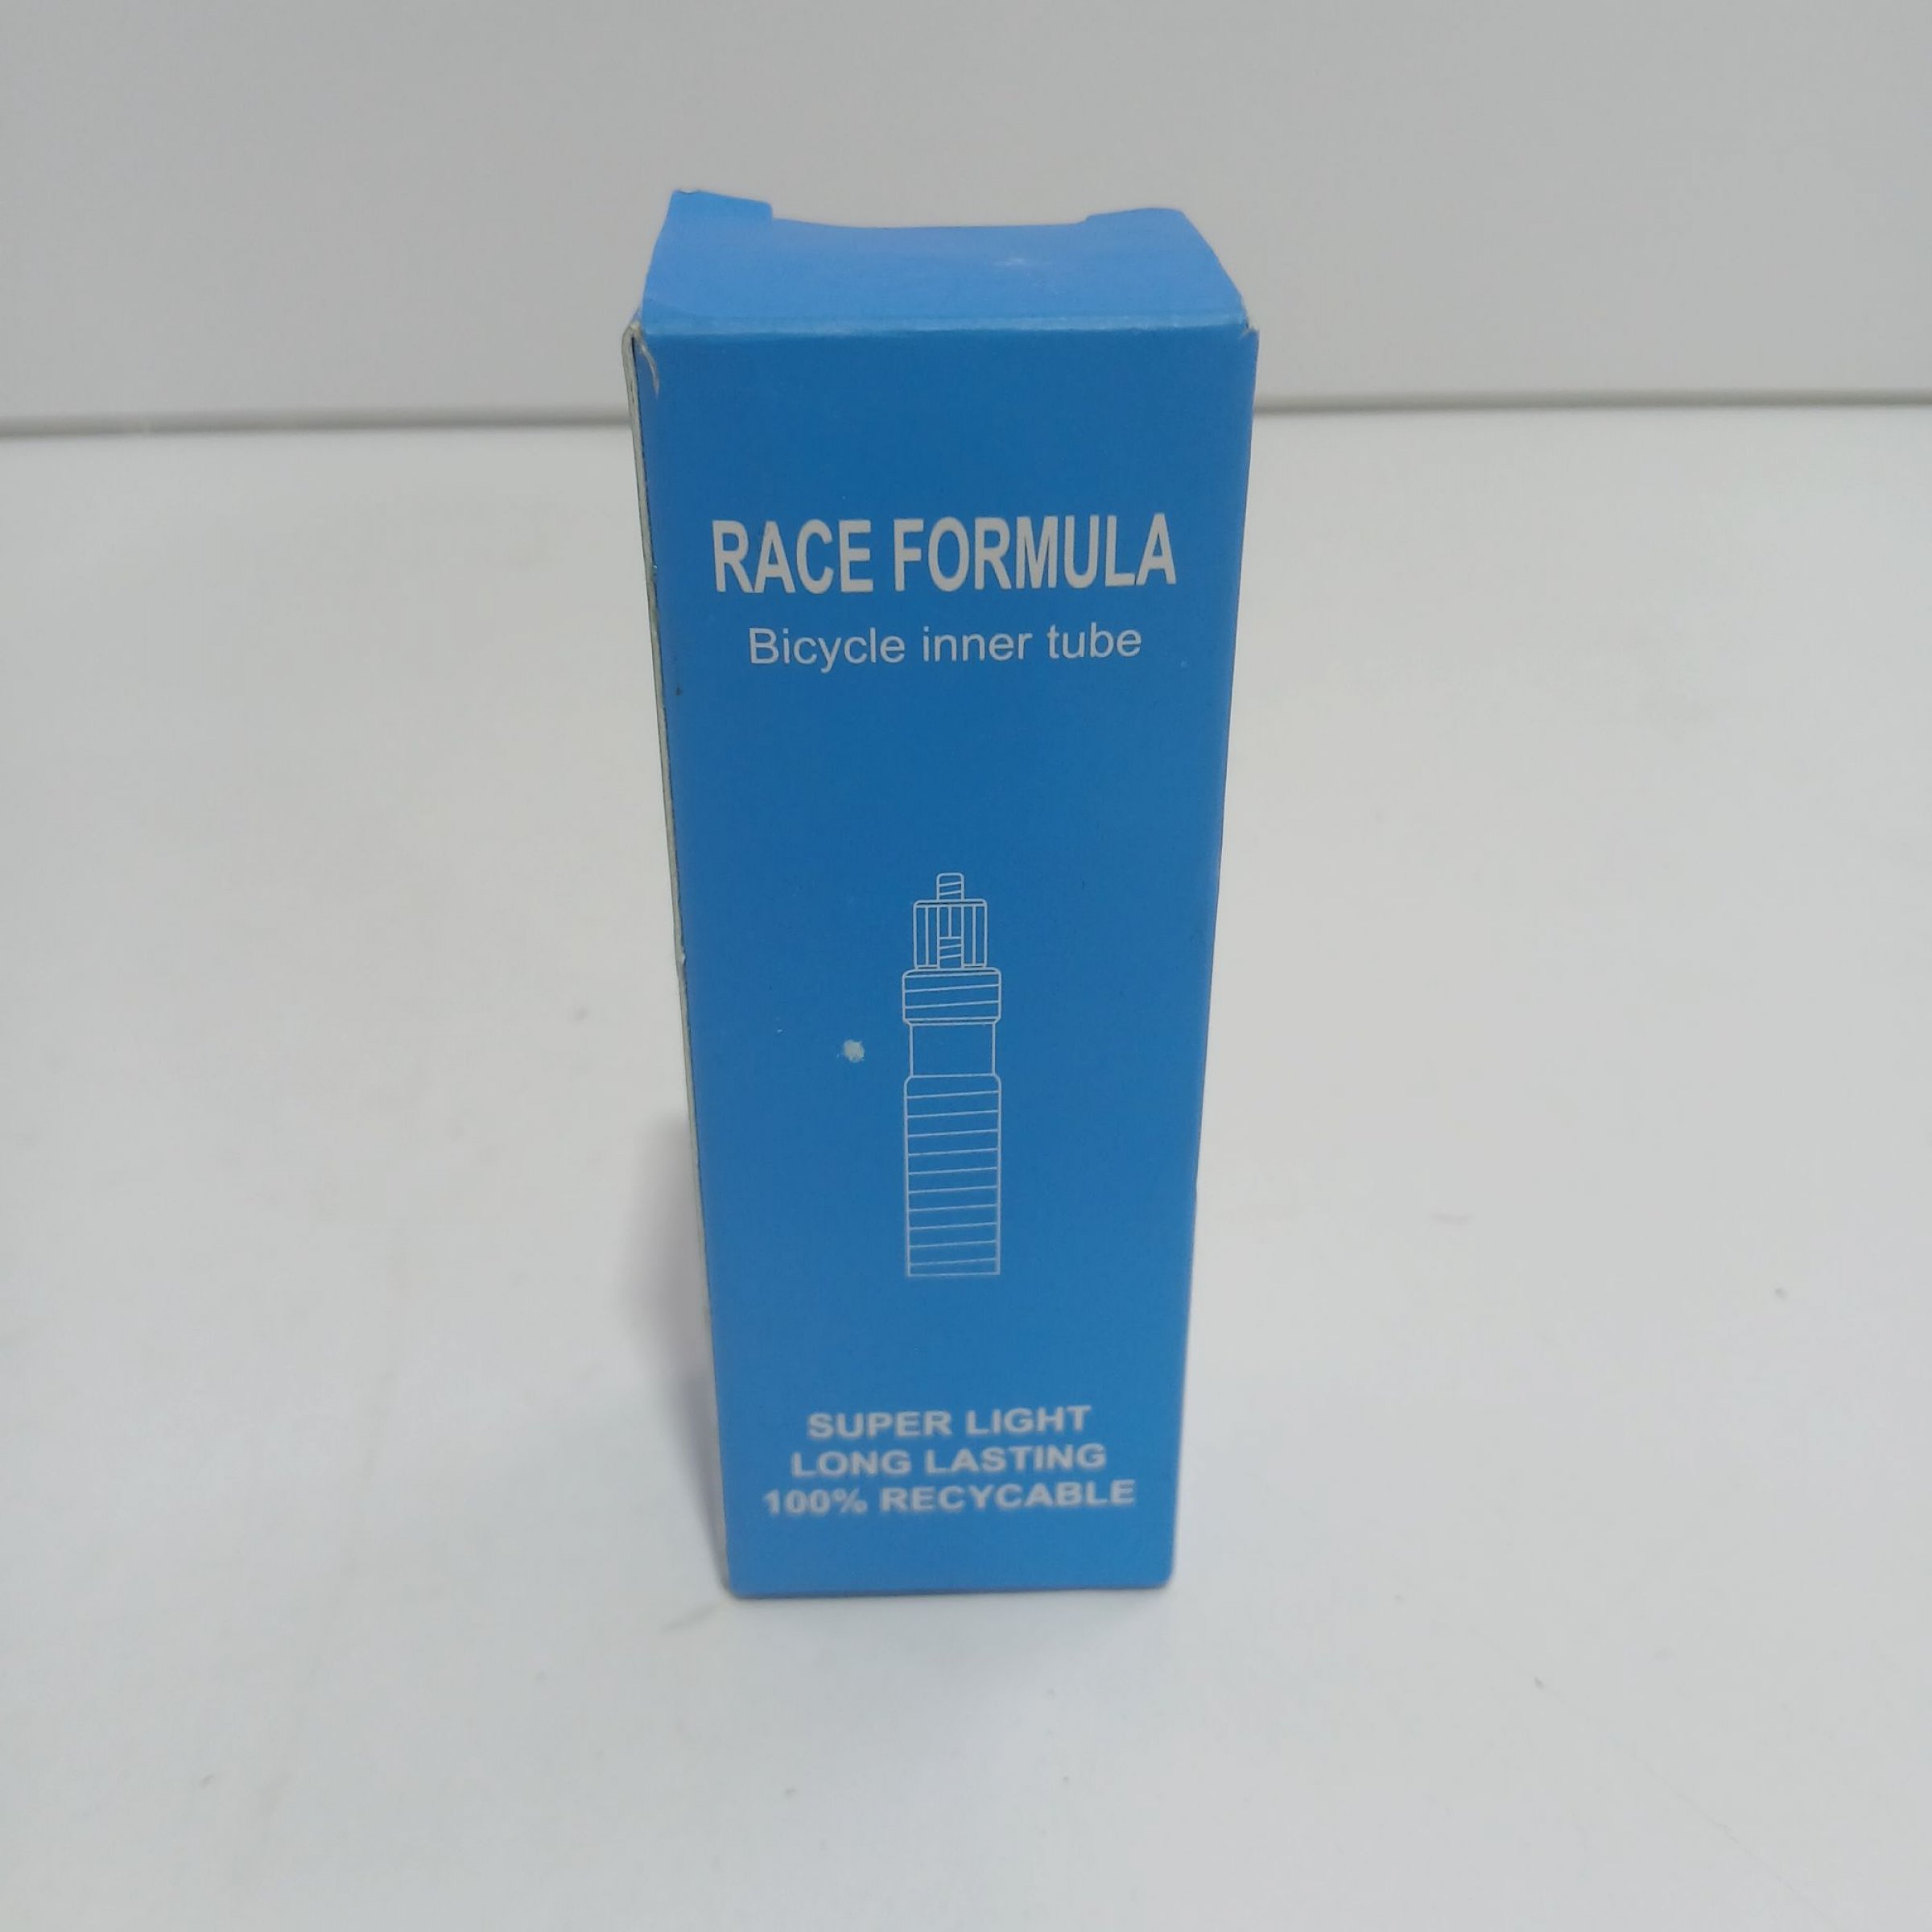 RACE FORMULA
Bicycle inner tube
SUPER LIGHT
LONG LASTING
100% RECYCABLE